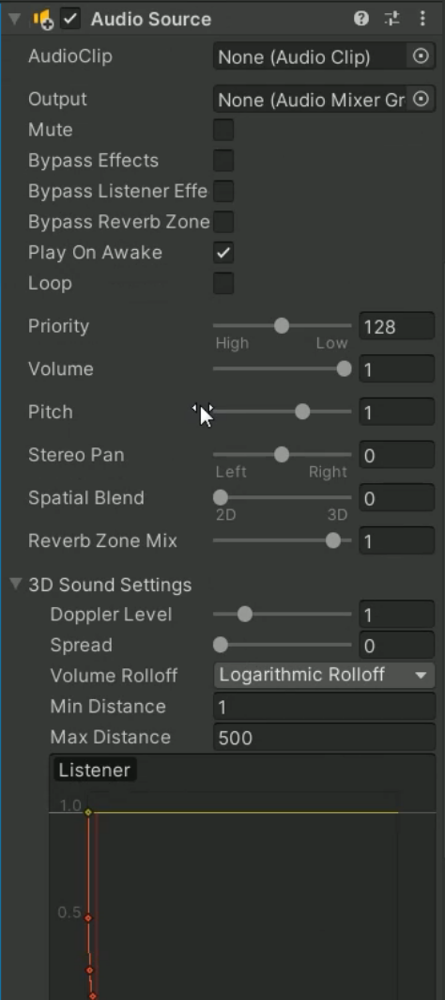 Audio Source
AudioClip None (Audio Clip)
Output None (Audio Mixer Gr
Mute
Bypass Effects
Bypass Listener Effe
Bypass Reverb Zone
Play On Awake
Loop
Priority 128
High Low
Volume 1
Pitch 1
Stereo Pan 0
Left Right
Spatial Blend 0
2D 3D
Reverb Zone Mix 1
3D Sound Settings
Doppler Level 1
Spread 0
Volume Rolloff Logarithmic Rolloff
Min Distance 1
Max Distance 500
Listener
1.0
0.5